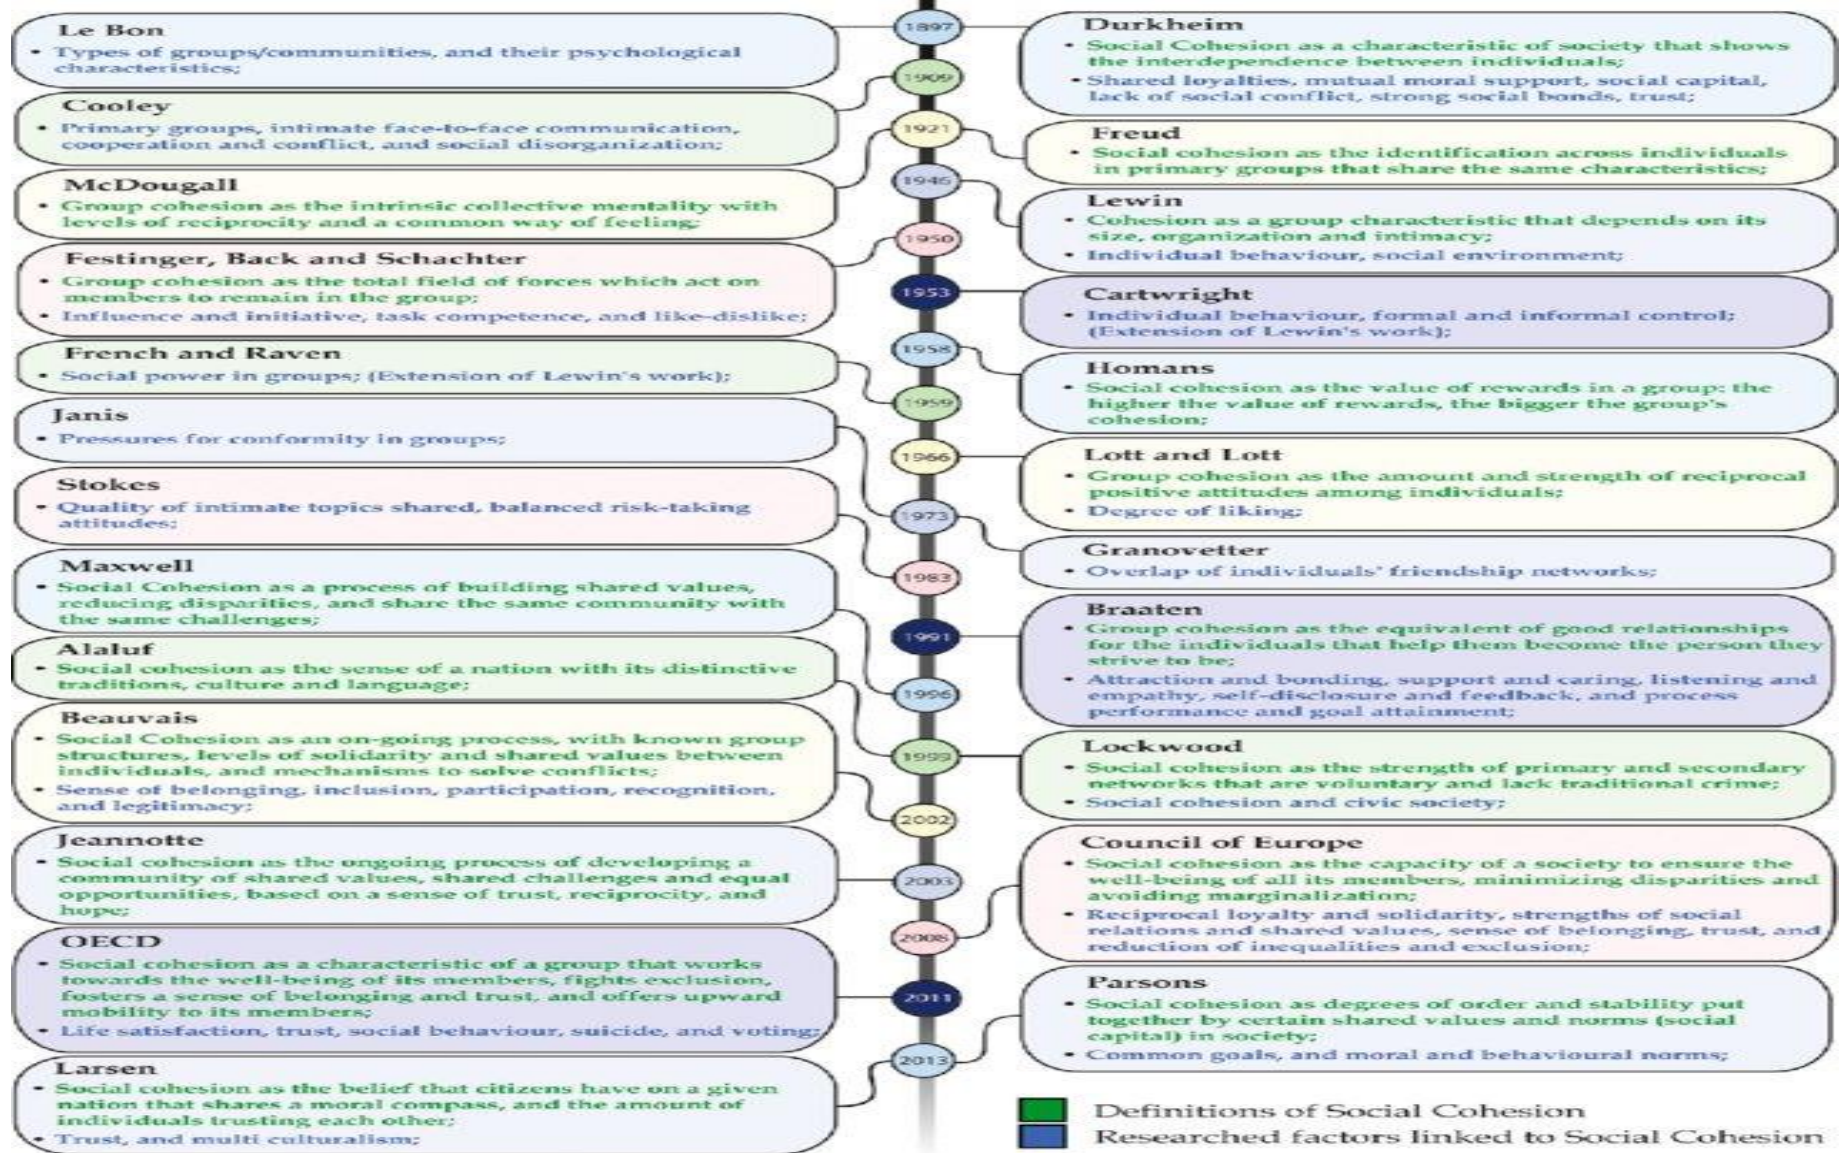 Le Bon
• Types of groups/communities, and their psychological
characteristics;
1897
Durkheim
• Social Cohesion as a characteristic of society that shows
the interdependence between individuals;
• Shared loyalties, mutual moral support, social capital,
lack of social conflict, strong social bonds, trust;
Cooley
• Primary groups, intimate face-to-face communication,
cooperation and conflict, and social disorganization;
1909
McDougall
• Group cohesion as the intrinsic collective mentality with
levels of reciprocity and a common way of feeling;
1921
Freud
• Social cohesion as the identification across individuals
in primary groups that share the same characteristics;
1946
Lewin
• Cohesion as a group characteristic that depends on its
size, organization and intimacy;
• Individual behaviour, social environment;
Festinger, Back and Schachter
• Group cohesion as the total field of forces which act on
members to remain in the group;
• Influence and initiative, task competence, and like-dislike;
1950
1953
Cartwright
• Individual behaviour, formal and informal control;
(Extension of Lewin's work);
1958
Homans
• Social cohesion as the value of rewards in a group: the
higher the value of rewards, the bigger the group's
cohesion;
French and Raven
• Social power in groups; (Extension of Lewin's work);
1959
1966
Lott and Lott
• Group cohesion as the amount and strength of reciprocal
positive attitudes among individuals;
• Degree of liking;
Janis
• Pressures for conformity in groups;
1973
Granovetter
• Overlap of individuals' friendship networks;
Stokes
• Quality of intimate topics shared, balanced risk-taking
attitudes;
1983
1991
Braaten
• Group cohesion as the equivalent of good relationships
for the individuals that help them become the person they
strive to be;
• Attraction and bonding, support and caring, listening and
empathy, self-disclosure and feedback, and process
performance and goal attainment;
Maxwell
• Social Cohesion as a process of building shared values,
reducing disparities, and share the same community with
the same challenges;
1996
Alaluf
• Social cohesion as the sense of a nation with its distinctive
traditions, culture and language;
1999
Lockwood
• Social cohesion as the strength of primary and secondary
networks that are voluntary and lack traditional crime;
• Social cohesion and civic society;
Beauvais
• Social Cohesion as an on-going process, with known group
structures, levels of solidarity and shared values between
individuals, and mechanisms to solve conflicts;
• Sense of belonging, inclusion, participation, recognition,
and legitimacy;
2002
Jeannotte
• Social cohesion as the ongoing process of developing a
community of shared values, shared challenges and equal
opportunities, based on a sense of trust, reciprocity, and
hope;
2003
2008
Council of Europe
• Social cohesion as the capacity of a society to ensure the
well-being of all its members, minimizing disparities and
avoiding marginalization;
• Reciprocal loyalty and solidarity, strengths of social
relations and shared values, sense of belonging, trust, and
reduction of inequalities and exclusion;
OECD
• Social cohesion as a characteristic of a group that works
towards the well-being of its members, fights exclusion,
fosters a sense of belonging and trust, and offers upward
mobility to its members;
• Life satisfaction, trust, social behaviour, suicide, and voting;
2011
Parsons
• Social cohesion as degrees of order and stability put
together by certain shared values and norms (social
capital) in society;
• Common goals, and moral and behavioural norms;
2013
Larsen
• Social cohesion as the belief that citizens have on a given
nation that shares a moral compass, and the amount of
individuals trusting each other;
• Trust, and multi culturalism;
Definitions of Social Cohesion
Researched factors linked to Social Cohesion